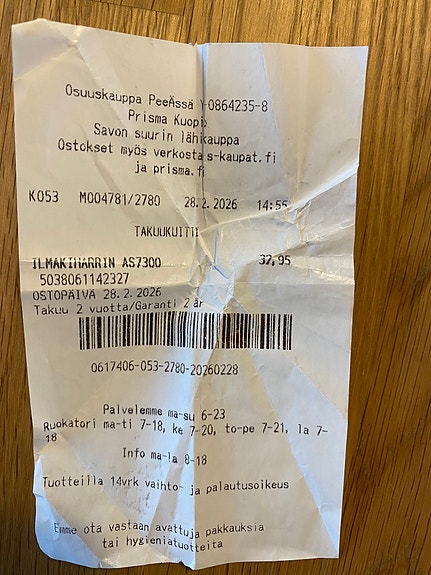 Osuuskauppa PeeÄssä Y-0864235-8
Prisma Kuopio
Savon suurin lähikauppa
Ostokset myös verkosta s-kaupat.fi
ja prisma.fi
K053 M004781/2780 28.2.2026 14:55
TAKUUKUITTI
ILMAKIHARRIN AS7300 32,95
5038061142327
OSTOPÄIVÄ 28.2.2026
Takuu 2 vuotta/Garanti 2 år
0617406-053-2780-20260228
Palvelemme ma-su 6-23
Ruokatori ma-ti 7-18, ke 7-20, to-pe 7-21, la 7-
18
Info ma-la 8-18
Tuotteilla 14vrk vaihto- ja palautusoikeus
Emme ota vastaan avattuja pakkauksia
tai hygieniatuotteita